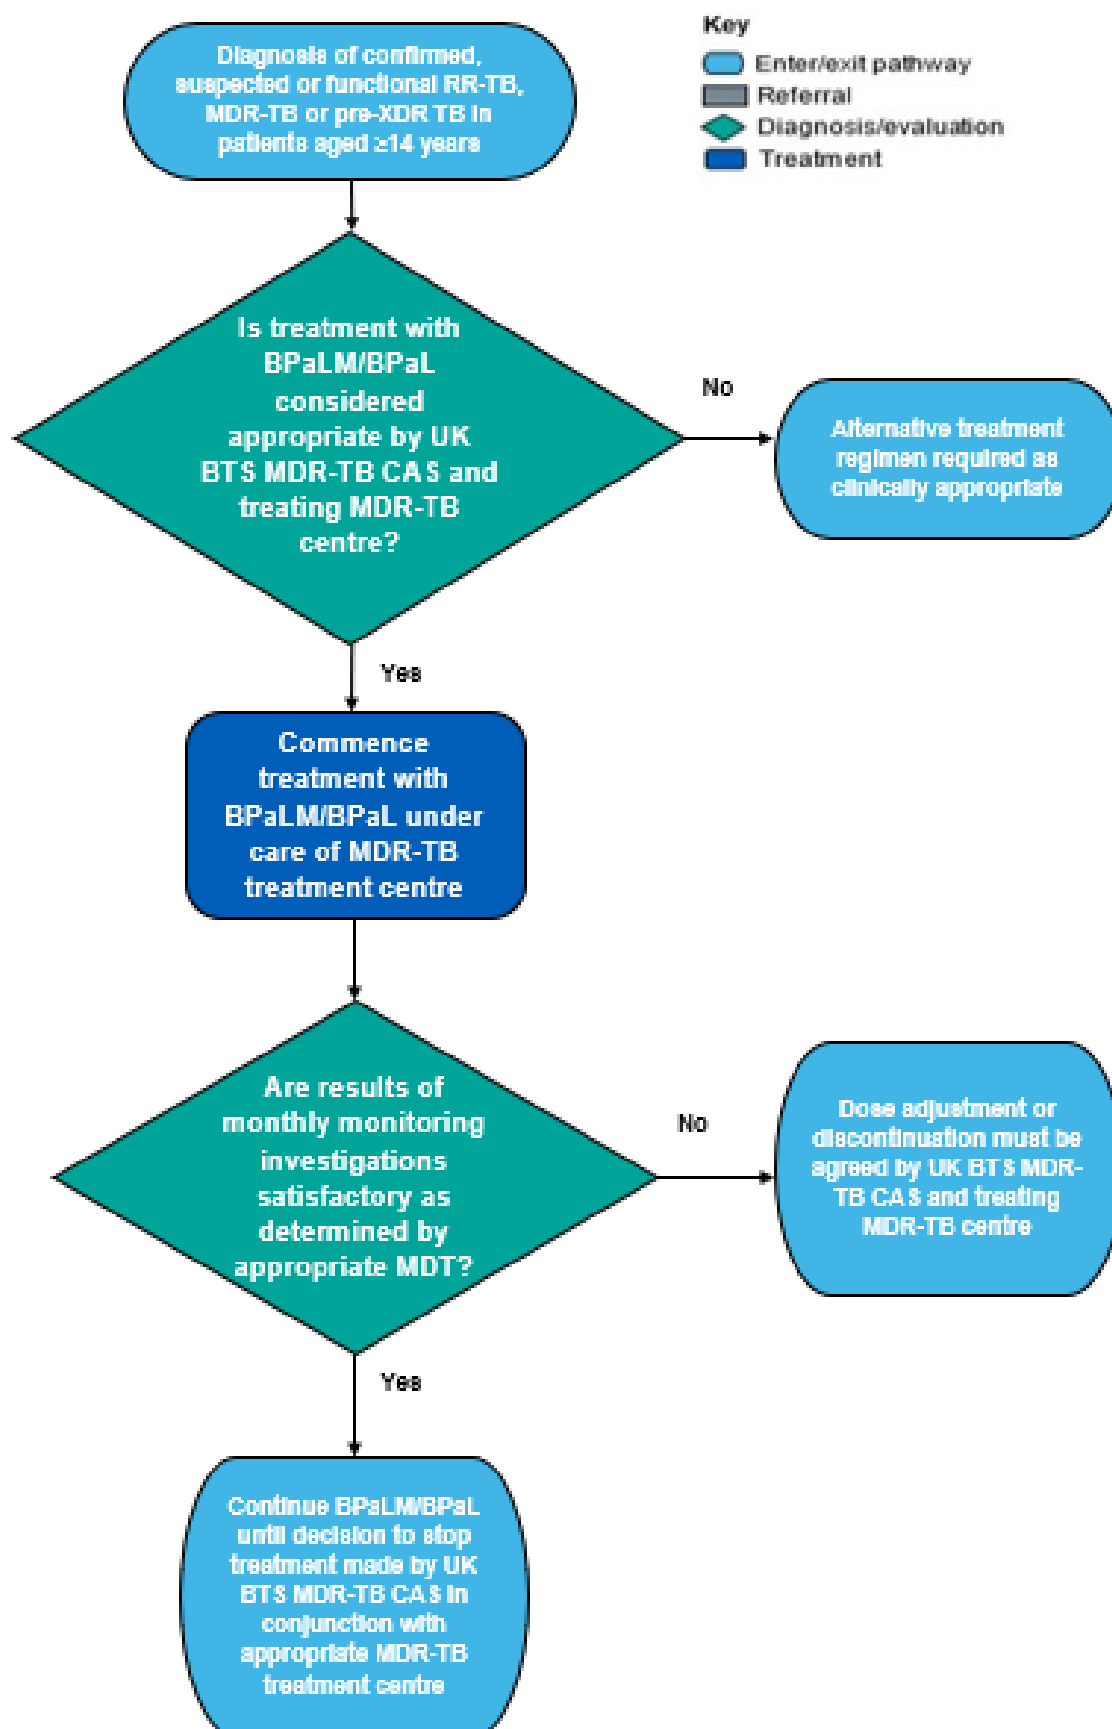 Diagnosis of confirmed,
suspected or functional RR-TB,
MDR-TB or pre-XDR TB in
patients aged ≥14 years
Key
Enter/exit pathway
Referral
Diagnosis/evaluation
Treatment
Is treatment with
BPaLM/BPaL
considered
appropriate by UK
BTS MDR-TB CAS and
treating MDR-TB
centre?
No
Alternative treatment
regimen required as
clinically appropriate
Yes
Commence
treatment with
BPaLM/BPaL under
care of MDR-TB
treatment centre
Are results of
monthly monitoring
investigations
satisfactory as
determined by
appropriate MDT?
No
Dose adjustment or
discontinuation must be
agreed by UK BTS MDR-
TB CAS and treating
MDR-TB centre
Yes
Continue BPaLM/BPaL
until decision to stop
treatment made by UK
BTS MDR-TB CAS in
conjunction with
appropriate MDR-TB
treatment centre